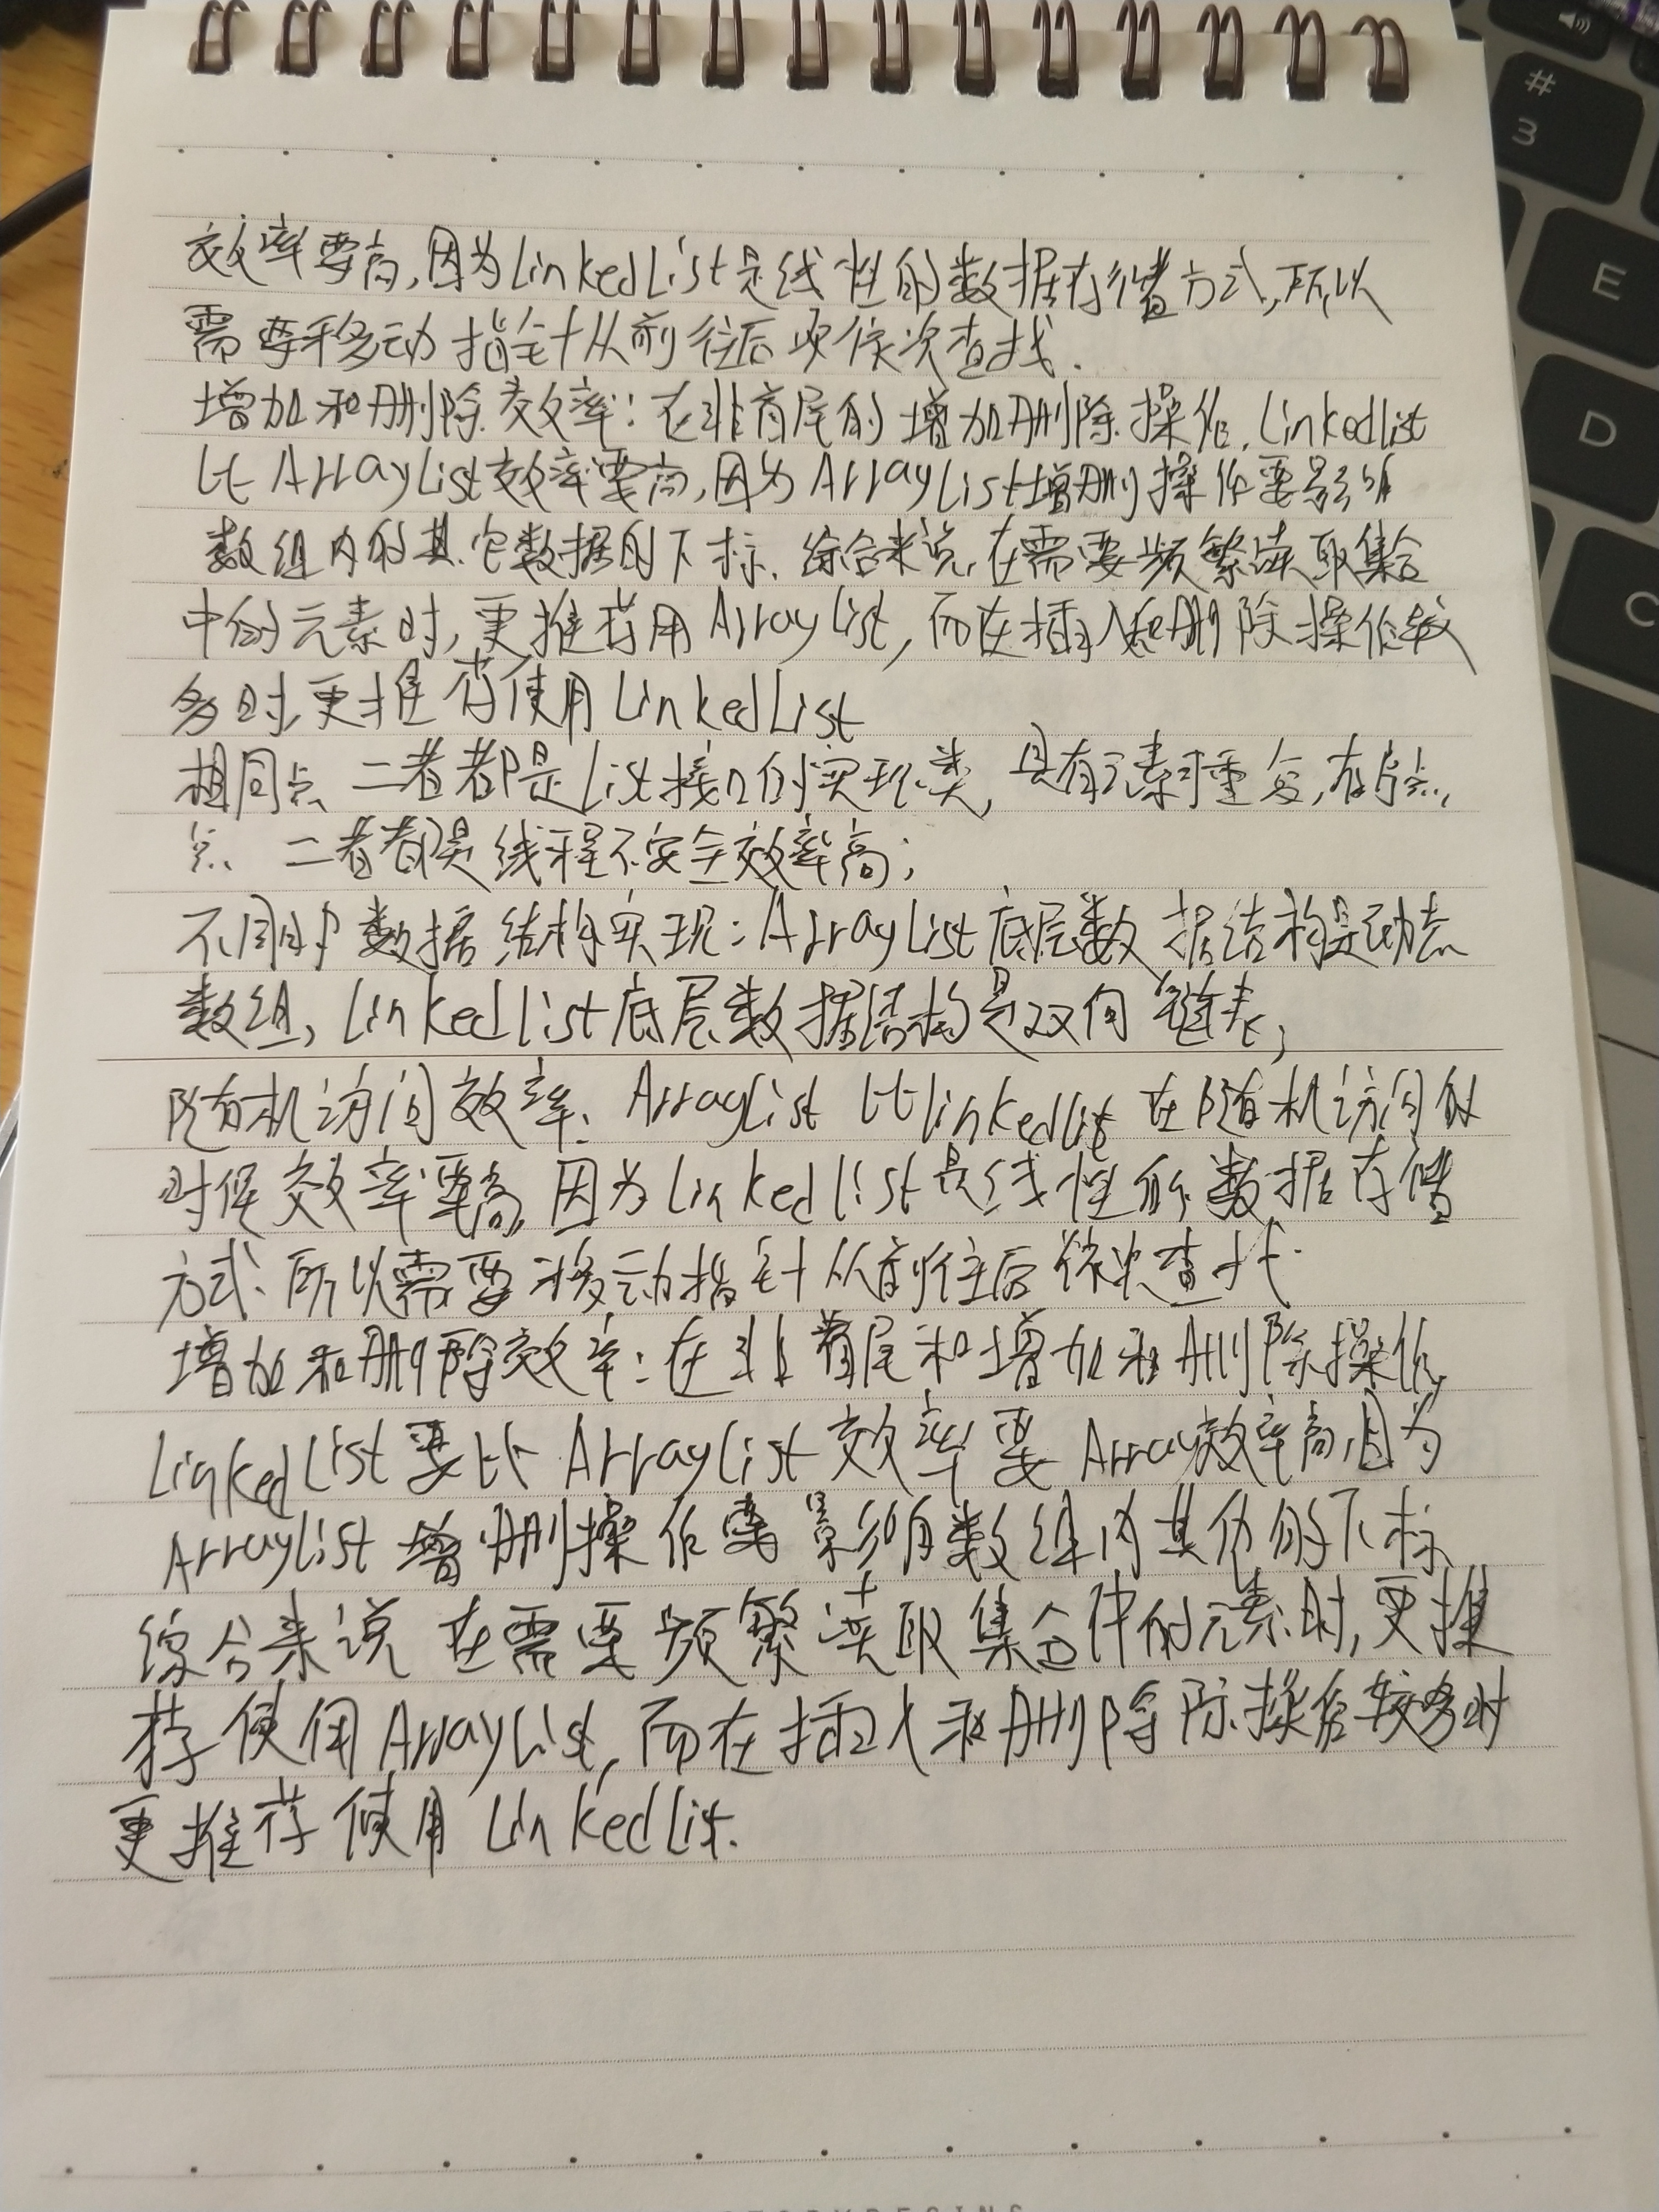 效率要高,因为LinkedList是线性的数据存储方式,所以
需要移动指针从前往后 依次查找.
增加和删除效率:在非首尾的增加删除操作,LinkedList
比ArrayList效率要高,因为ArrayList增删操作要影响
数组内的其它数据的下标、综合来说,在需要频繁读取集合
中的元素时,更推荐用ArrayList,而在插入和删除操作较
多时,更推荐使用LinkedList
相同点、二者都是List接口的实现类,具有元素可重复,有序点,
点、二者都是线程不安全效率高;
不同的 数据结构实现:ArrayList底层数据结构是动态
数组,LinkedList底层数据结构是双向链表;
随机访问效率:ArrayList比LinkedList在随机访问的
时候效率要高,因为LinkedList是线性的数据存储
方式、所以需要移动指针从前往后依次查找.
增加和删除效率:在非首尾和增加和删除操作,
LinkedList要比ArrayList效率要Array效率高,因为
ArrayList增删操作要影响数组内其他的下标、
综合来说 在需要频繁读取集合中的元素时,更推
荐使用ArrayList,而在插入和删除除操作较多时
更推荐使用LinkedList.
# 3
E
D
C